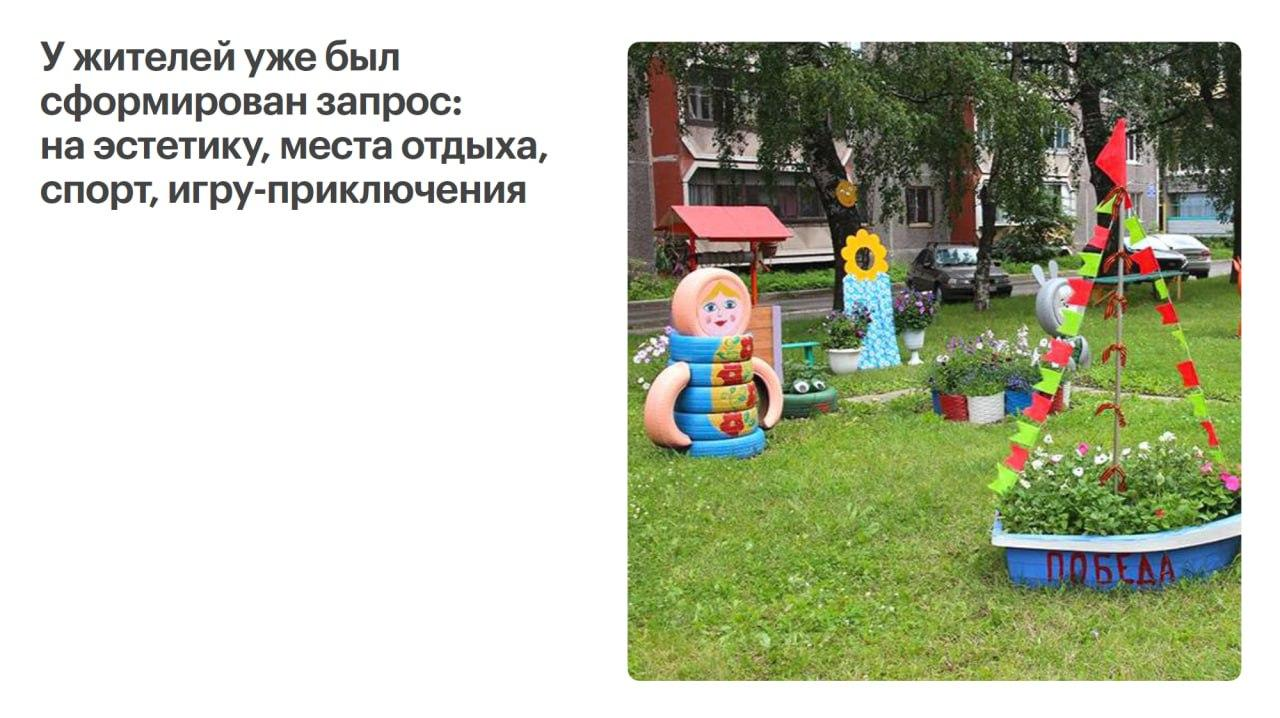 У жителей уже был
сформирован запрос:
на эстетику, места отдыха,
спорт, игру-приключения
ПОБЕДА